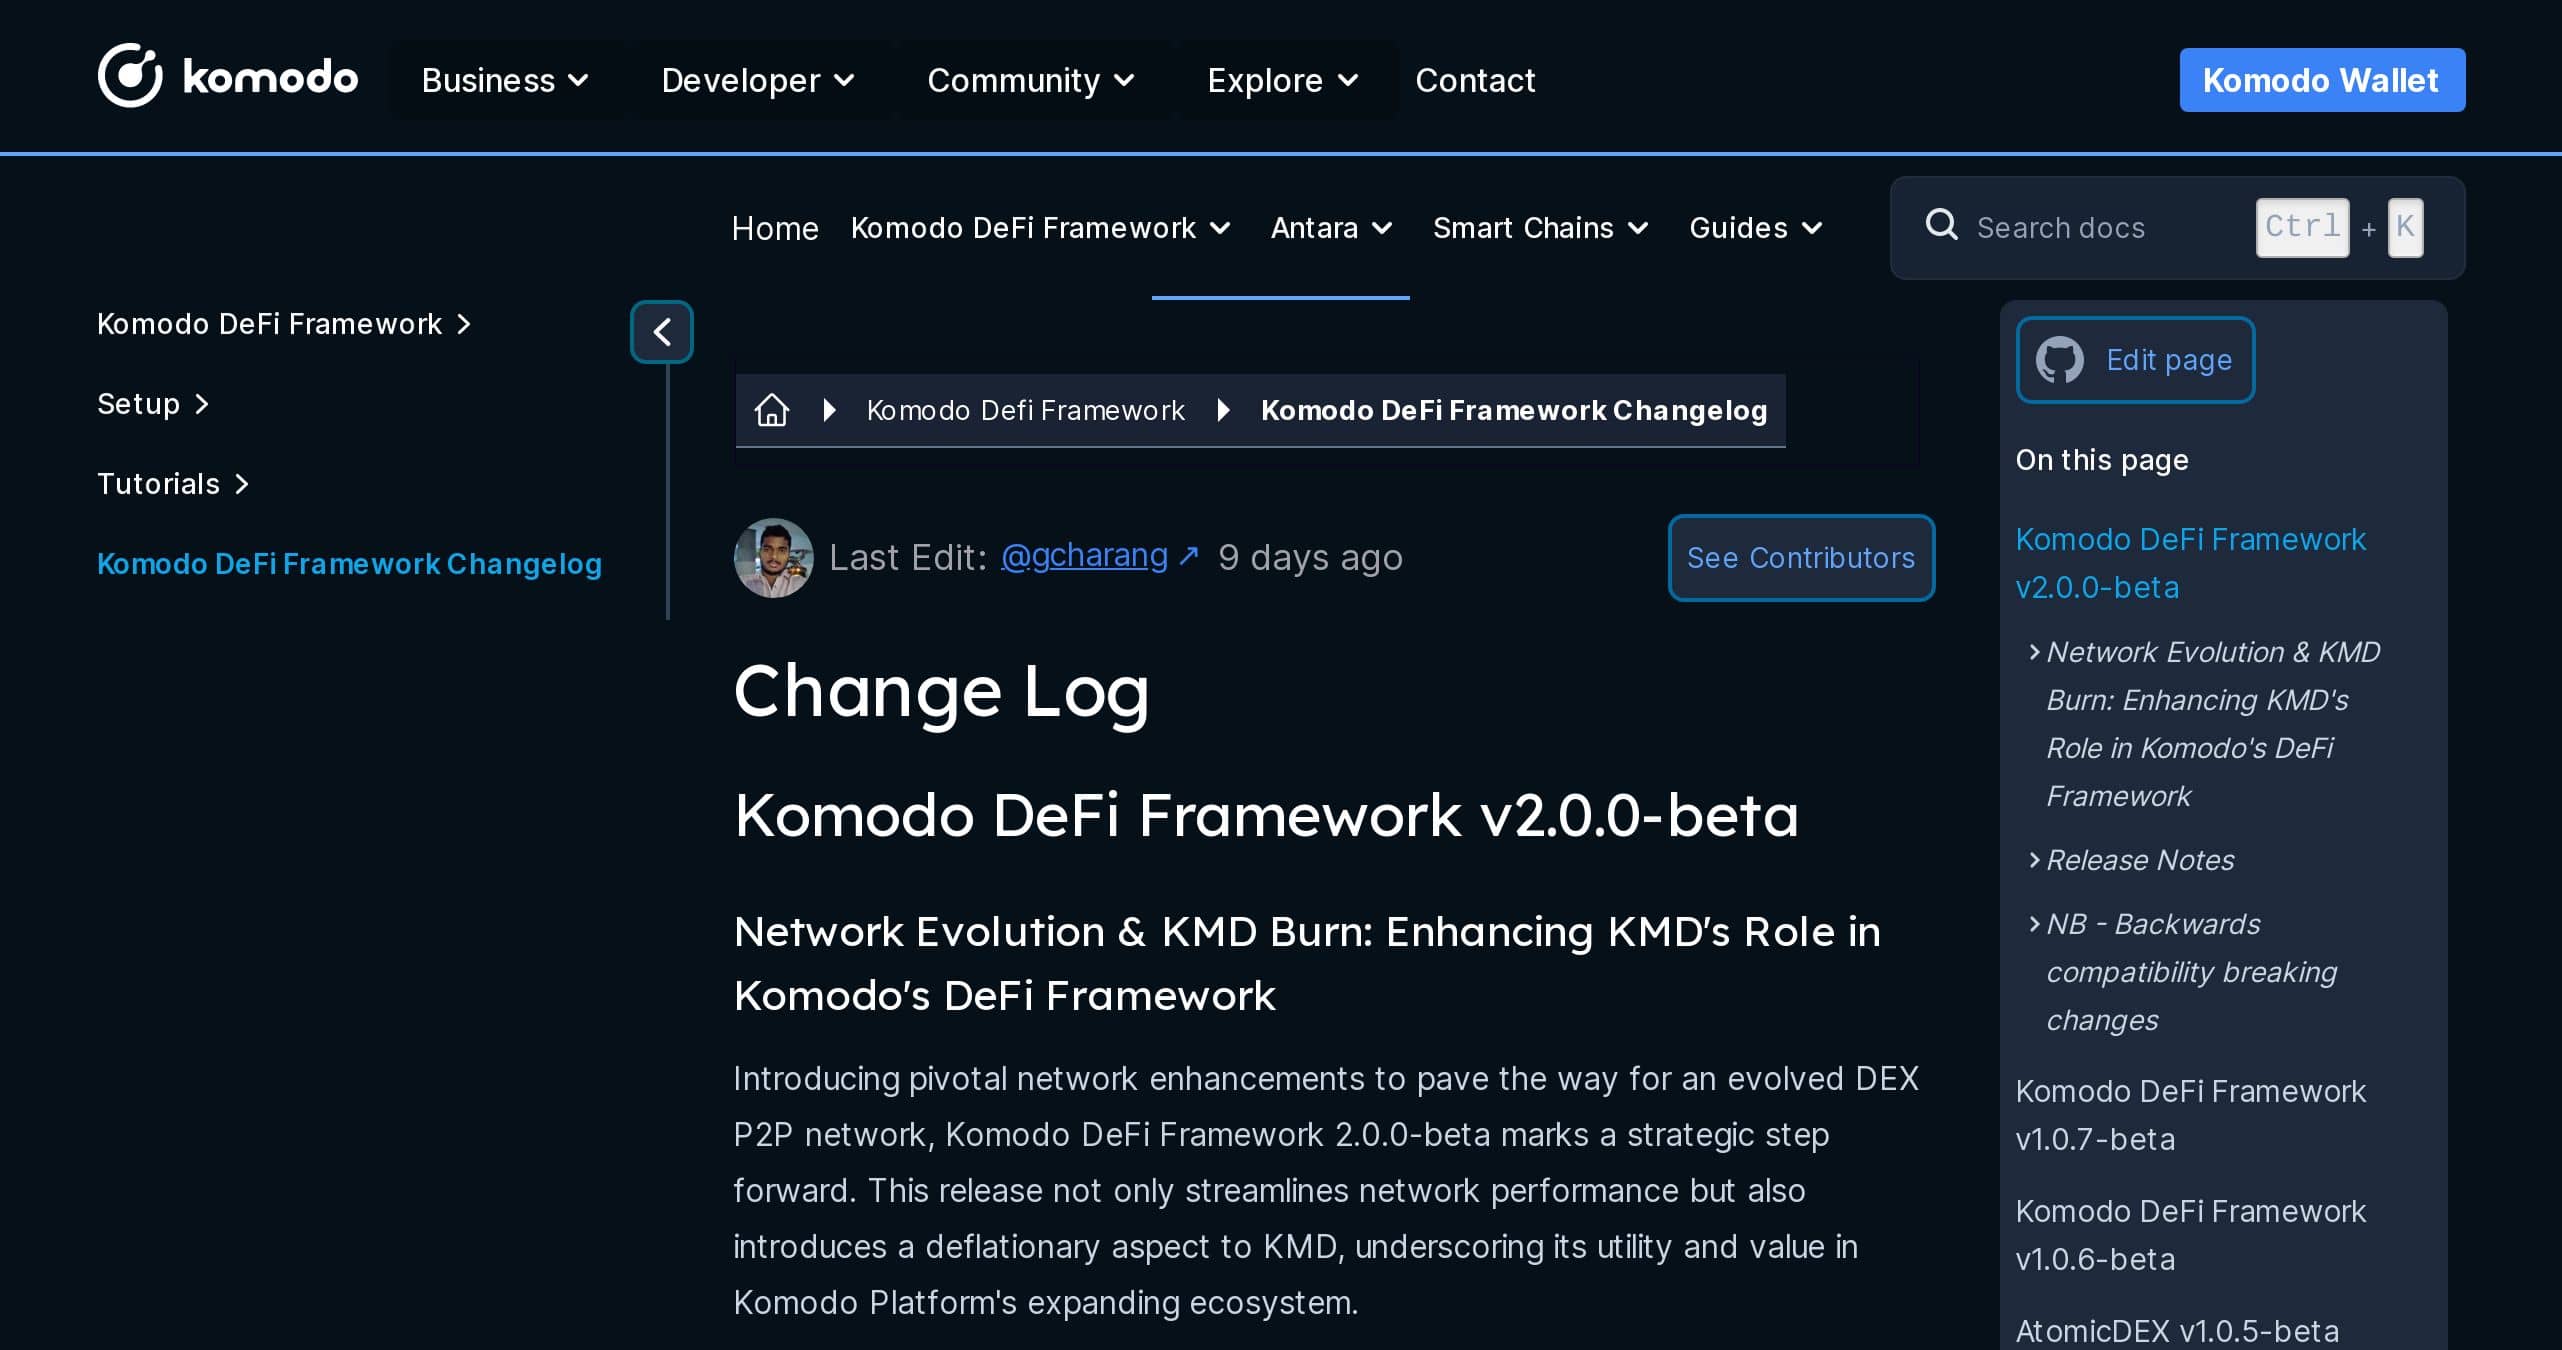 komodo Business Developer Community Explore Contact Komodo Wallet
Home Komodo DeFi Framework Antara Smart Chains Guides Search docs Ctrl + K
Komodo DeFi Framework
Setup
Tutorials
Komodo DeFi Framework Changelog
Komodo Defi Framework Komodo DeFi Framework Changelog
Last Edit: @gcharang ↗ 9 days ago See Contributors
Change Log
Komodo DeFi Framework v2.0.0-beta
Network Evolution & KMD Burn: Enhancing KMD's Role in
Komodo's DeFi Framework
Introducing pivotal network enhancements to pave the way for an evolved DEX
P2P network, Komodo DeFi Framework 2.0.0-beta marks a strategic step
forward. This release not only streamlines network performance but also
introduces a deflationary aspect to KMD, underscoring its utility and value in
Komodo Platform's expanding ecosystem.
Edit page
On this page
Komodo DeFi Framework
v2.0.0-beta
Network Evolution & KMD
Burn: Enhancing KMD's
Role in Komodo's DeFi
Framework
Release Notes
NB - Backwards
compatibility breaking
changes
Komodo DeFi Framework
v1.0.7-beta
Komodo DeFi Framework
v1.0.6-beta
AtomicDEX v1.0.5-beta